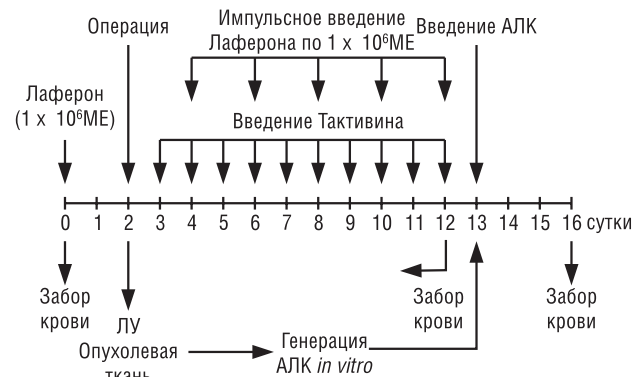 Импульсное введение
Операция
Лаферона по 1 x 10⁶МЕ
Введение АЛК
Лаферон
(1 x 10⁶МЕ)
Введение Тактивина
0 1 2 3 4 5 6 7 8 9 10 11 12 13 14 15 16 сутки
Забор
крови
ЛУ
Опухолевая
ткань
Генерация
АЛК in vitro
Забор
крови
Забор
крови